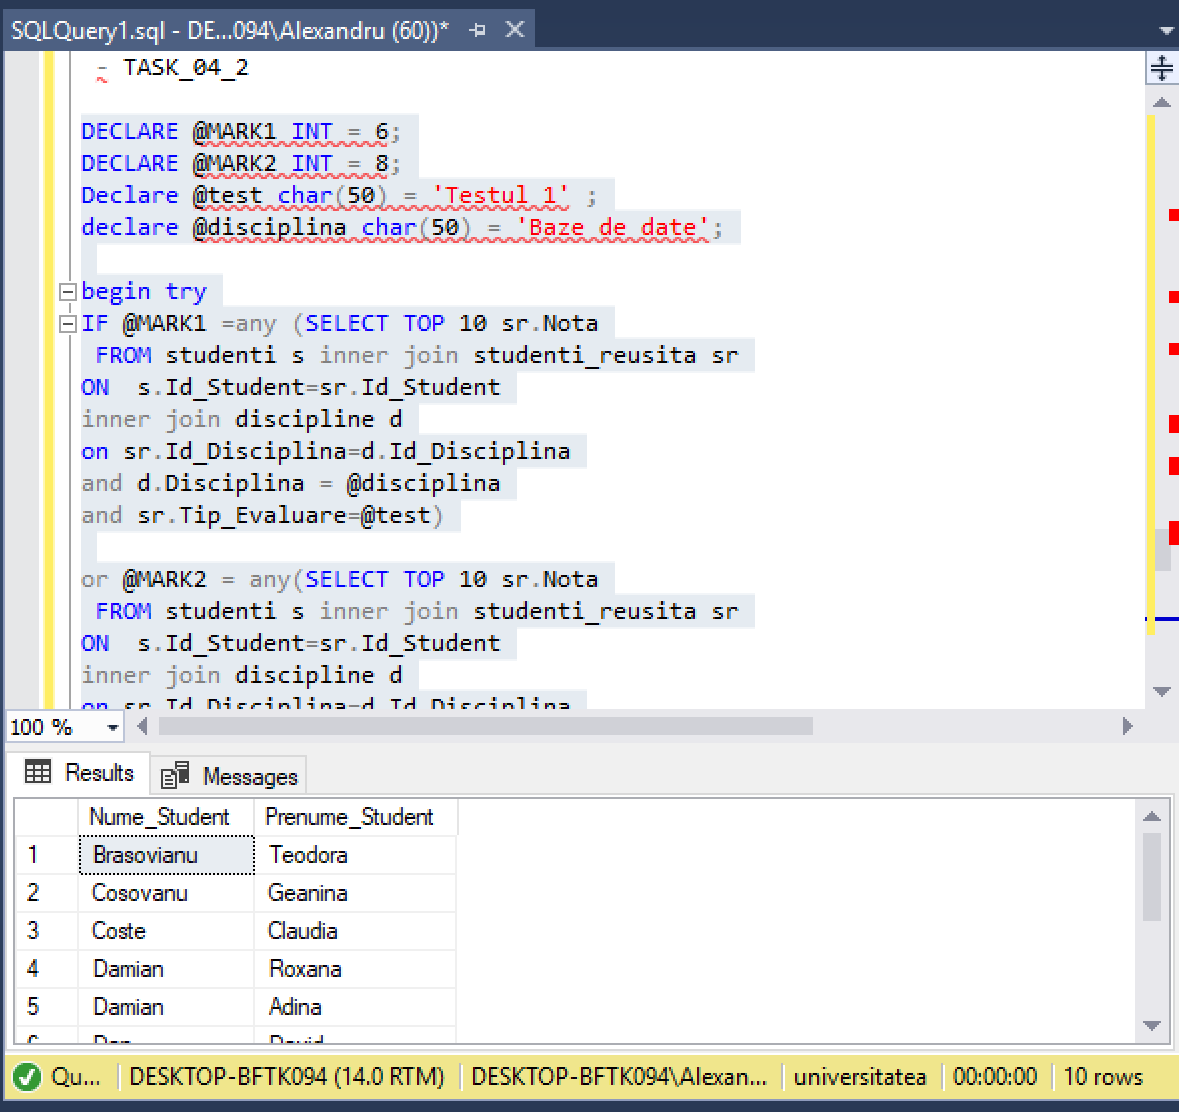 SQLQuery1.sql - DE...094\Alexandru (60))*
- TASK_04_2
DECLARE @MARK1 INT = 6;
DECLARE @MARK2 INT = 8;
Declare @test char(50) = 'Testul 1' ;
declare @disciplina char(50) = 'Baze de date';
begin try
IF @MARK1 =any (SELECT TOP 10 sr.Nota
FROM studenti s inner join studenti_reusita sr
ON s.Id_Student=sr.Id_Student
inner join discipline d
on sr.Id_Disciplina=d.Id_Disciplina
and d.Disciplina = @disciplina
and sr.Tip_Evaluare=@test)
or @MARK2 = any(SELECT TOP 10 sr.Nota
FROM studenti s inner join studenti_reusita sr
ON s.Id_Student=sr.Id_Student
inner join discipline d
on sr.Id_Disciplina=d.Id_Disciplina
100 %
Results Messages
Nume_Student Prenume_Student
1 Brasovianu Teodora
2 Cosovanu Geanina
3 Coste Claudia
4 Damian Roxana
5 Damian Adina
Qu... DESKTOP-BFTK094 (14.0 RTM) DESKTOP-BFTK094\Alexan... universitatea 00:00:00 10 rows